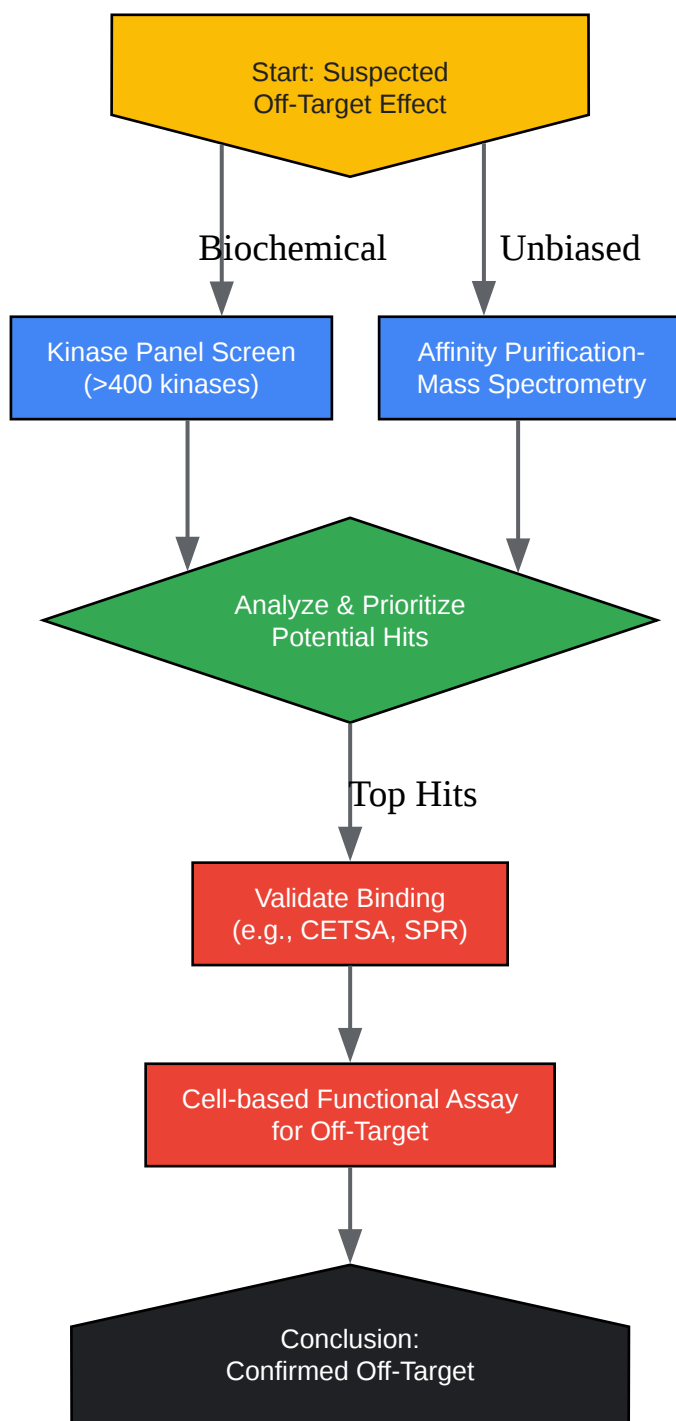 Start: Suspected
Off-Target Effect
Biochemical
Unbiased
Kinase Panel Screen
(>400 kinases)
Affinity Purification-
Mass Spectrometry
Analyze & Prioritize
Potential Hits
Top Hits
Validate Binding
(e.g., CETSA, SPR)
Cell-based Functional Assay
for Off-Target
Conclusion:
Confirmed Off-Target